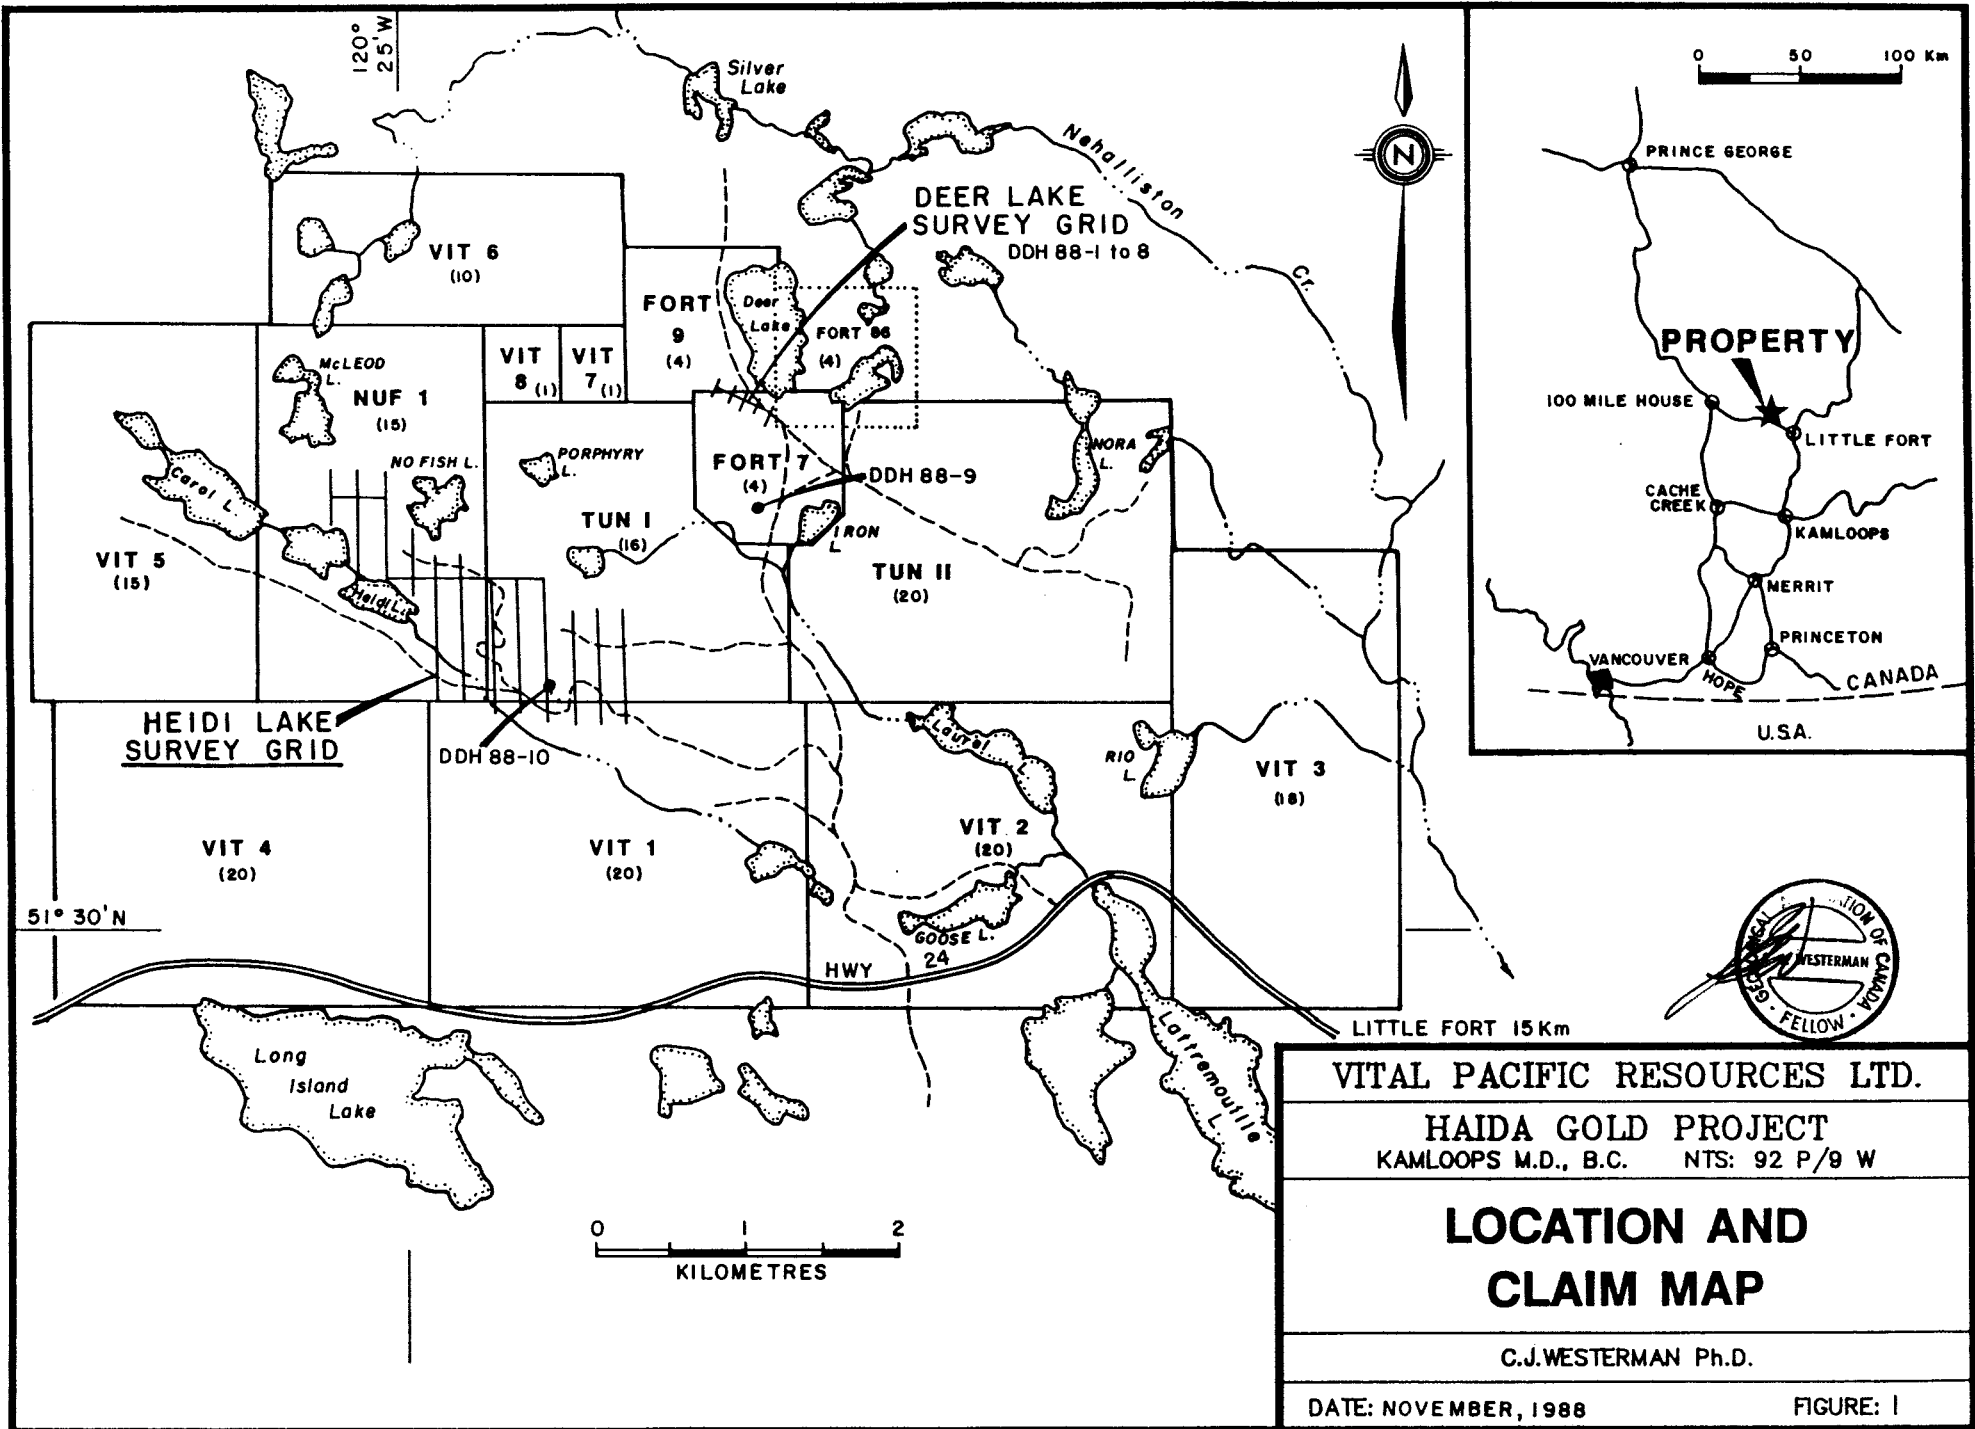 120°
25'W
Silver
Lake
Nehalliston
Cr.
DEER LAKE
SURVEY GRID
DDH 88-1 to 8
VIT 6
(10)
FORT
9
(4)
Deer
Lake
FORT 86
(4)
VIT
8 (1)
VIT
7 (1)
McLEOD
L.
NUF 1
(15)
NO FISH L.
PORPHYRY
L.
FORT 7
(4)
DDH 88-9
NORA
L.
Carol
L.
TUN I
(16)
IRON
L
VIT 5
(15)
TUN II
(20)
Heidi L.
HEIDI LAKE
SURVEY GRID
DDH 88-10
Laurel
L.
RIO
L.
VIT 3
(18)
VIT 4
(20)
VIT 1
(20)
VIT 2
(20)
51° 30'N
GOOSE L.
HWY 24
LITTLE FORT 15 Km
Long
Island
Lake
Lattremouille
L.
0 1 2
KILOMETRES
N
0 50 100 Km
PRINCE GEORGE
PROPERTY
100 MILE HOUSE
LITTLE FORT
CACHE
CREEK
KAMLOOPS
MERRIT
PRINCETON
VANCOUVER
HOPE
CANADA
U.S.A.
OF CANADA
WESTERMAN
FELLOW
VITAL PACIFIC RESOURCES LTD.
HAIDA GOLD PROJECT
KAMLOOPS M.D., B.C. NTS: 92 P/9 W
LOCATION AND
CLAIM MAP
C.J.WESTERMAN Ph.D.
DATE: NOVEMBER, 1988 FIGURE: 1